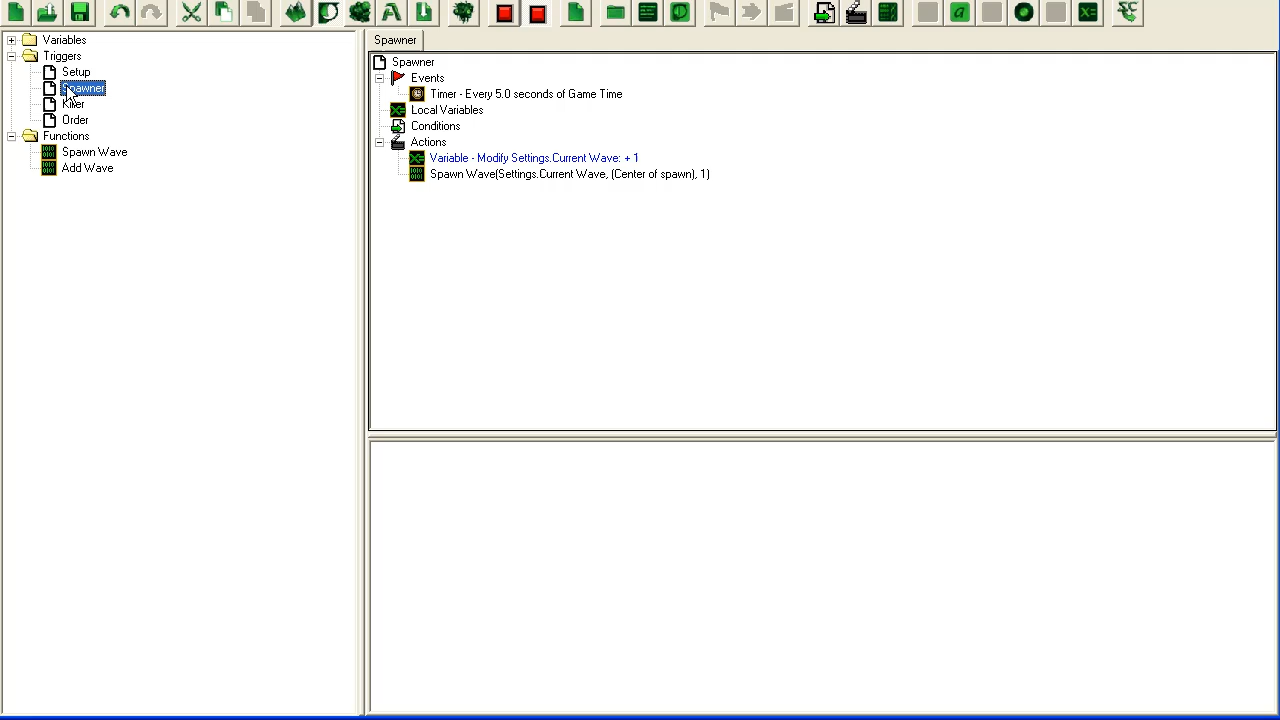 Variables
Triggers
Setup
Spawner
Order
Functions
Spawn Wave
Add Wave
Spawner
Spawner
Events
Timer - Every 5.0 seconds of Game Time
Local Variables
Conditions
Actions
Variable - Modify Settings.Current Wave: + 1
Spawn Wave(Settings.Current Wave, (Center of spawn), 1)